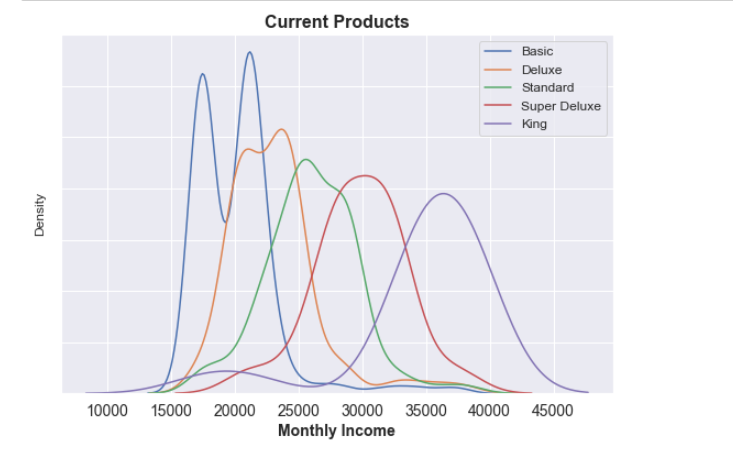 Current Products
Basic
Deluxe
Standard
Super Deluxe
King
Density
10000 15000 20000 25000 30000 35000 40000 45000
Monthly Income